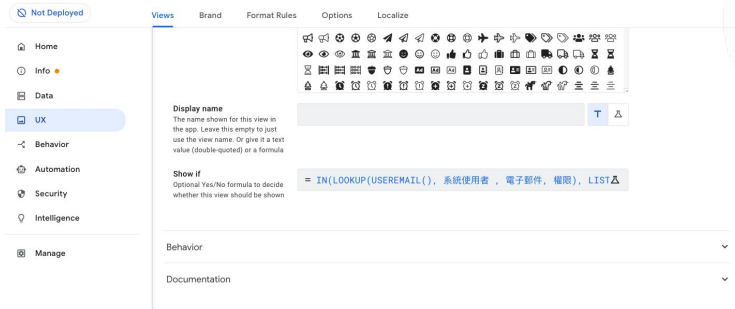 Not Deployed
Views Brand Format Rules Options Localize
Home
Info
Data
UX
Behavior
Automation
Security
Intelligence
Manage
Display name
The name shown for this view in
the app. Leave this empty to just
use the view name. Or give it a text
value (double-quoted) or a formula
T
Show if
Optional Yes/No formula to decide
whether this view should be shown
= IN(LOOKUP(USEREMAIL(), 系統使用者 , 電子郵件, 權限), LIST
Behavior
Documentation